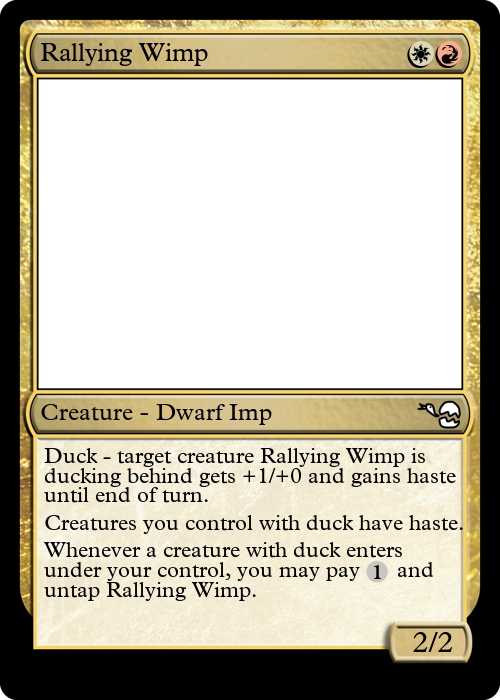 Rallying Wimp
Creature - Dwarf Imp
Duck - target creature Rallying Wimp is
ducking behind gets +1/+0 and gains haste
until end of turn.
Creatures you control with duck have haste.
Whenever a creature with duck enters
under your control, you may pay 1 and
untap Rallying Wimp.
2/2